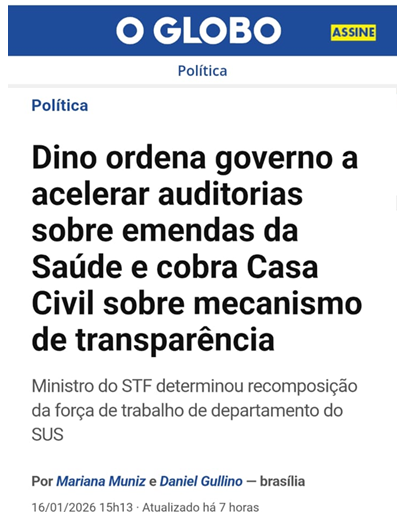 O GLOBO
ASSINE
Política
Política
Dino ordena governo a
acelerar auditorias
sobre emendas da
Saúde e cobra Casa
Civil sobre mecanismo
de transparência
Ministro do STF determinou recomposição
da força de trabalho de departamento do
SUS
Por Mariana Muniz e Daniel Gullino — brasília
16/01/2026 15h13 · Atualizado há 7 horas